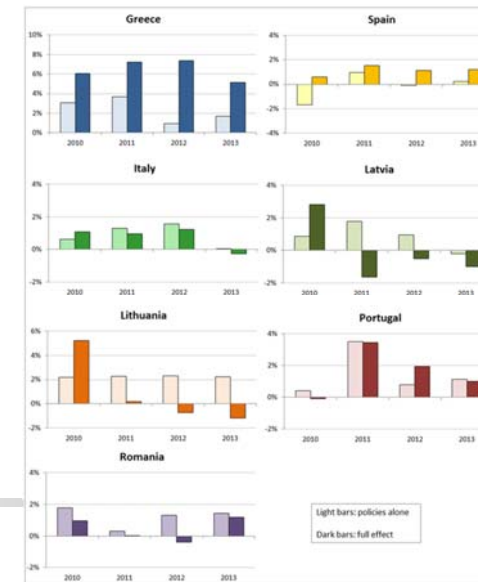 Greece
10%
8%
6%
4%
2%
0%
2010 2011 2012 2013
Spain
4%
2%
0%
-2%
-4%
2010 2011 2012 2013
Italy
4%
2%
0%
-2%
2010 2011 2012 2013
Latvia
4%
2%
0%
-2%
2010 2011 2012 2013
Lithuania
6%
4%
2%
0%
-2%
2010 2011 2012 2013
Portugal
4%
2%
0%
-2%
2010 2011 2012 2013
Romania
4%
2%
0%
-2%
2010 2011 2012 2013
Light bars: policies alone
Dark bars: full effect